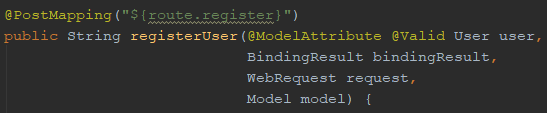 @PostMapping("${route.register}")
public String registerUser(@ModelAttribute @Valid User user,
BindingResult bindingResult,
WebRequest request,
Model model) {